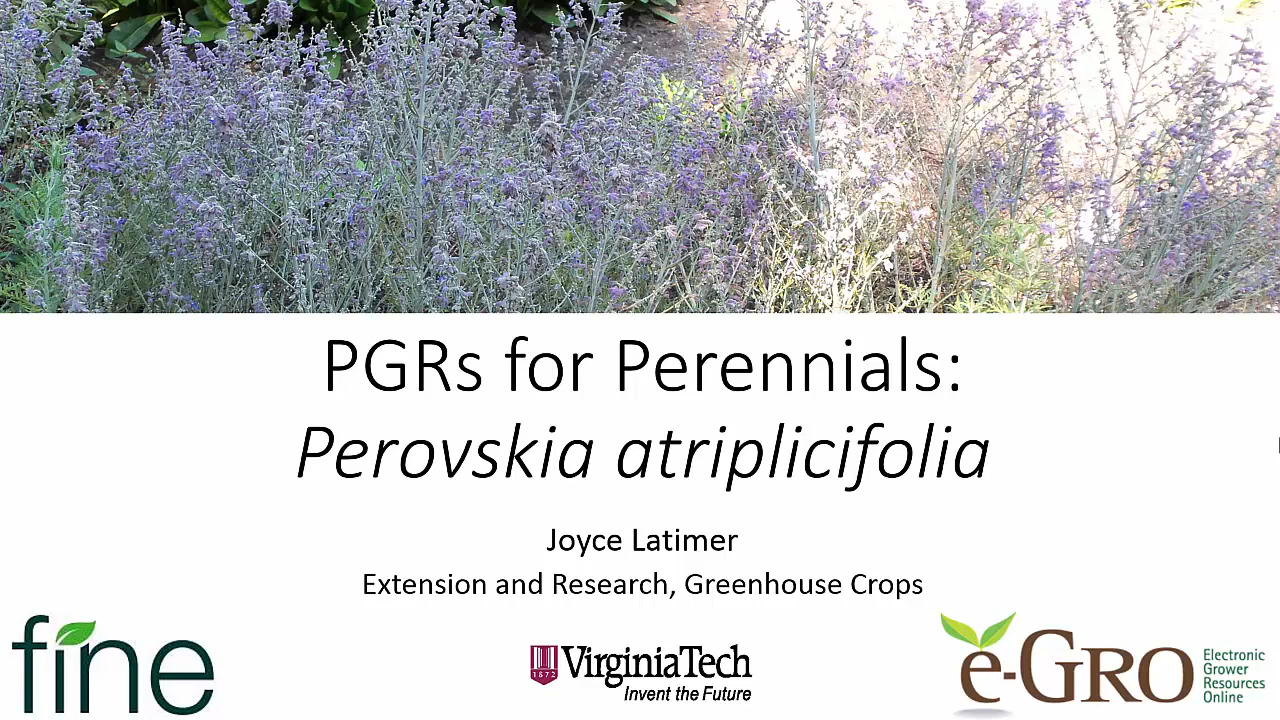 PGRs for Perennials:
Perovskia atriplicifolia
Joyce Latimer
Extension and Research, Greenhouse Crops
fine
1872
VirginiaTech
Invent the Future
e-GRO
Electronic
Grower
Resources
Online